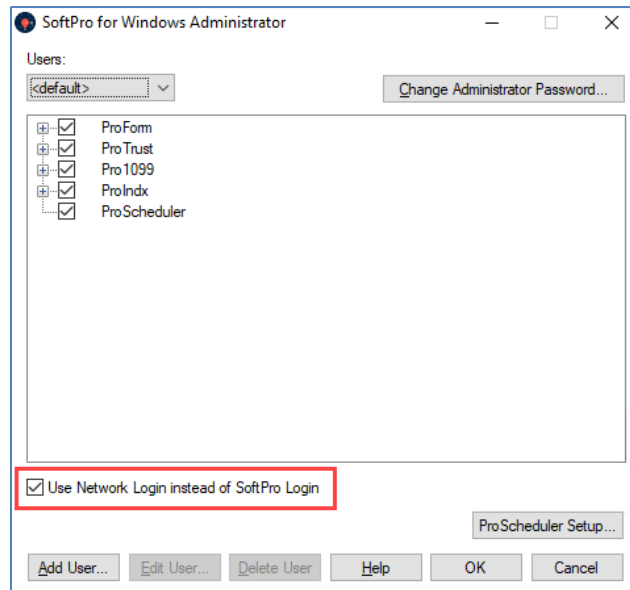 SoftPro for Windows Administrator
Users:
<default>
Change Administrator Password...
ProForm
ProTrust
Pro1099
ProIndx
ProScheduler
Use Network Login instead of SoftPro Login
ProScheduler Setup...
Add User... Edit User... Delete User Help OK Cancel